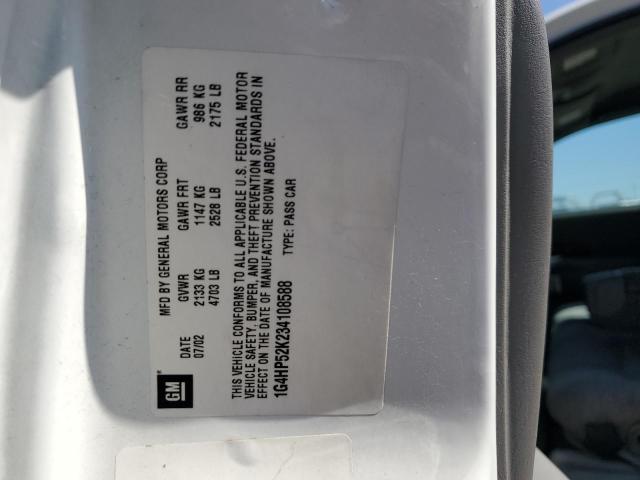 GM®
MFD BY GENERAL MOTORS CORP
DATE GVWR GAWR FRT GAWR RR
07/02 2133 KG 1147 KG 986 KG
4703 LB 2528 LB 2175 LB
THIS VEHICLE CONFORMS TO ALL APPLICABLE U.S. FEDERAL MOTOR
VEHICLE SAFETY, BUMPER, AND THEFT PREVENTION STANDARDS IN
EFFECT ON THE DATE OF MANUFACTURE SHOWN ABOVE.
1G4HP52K234108588 TYPE: PASS CAR